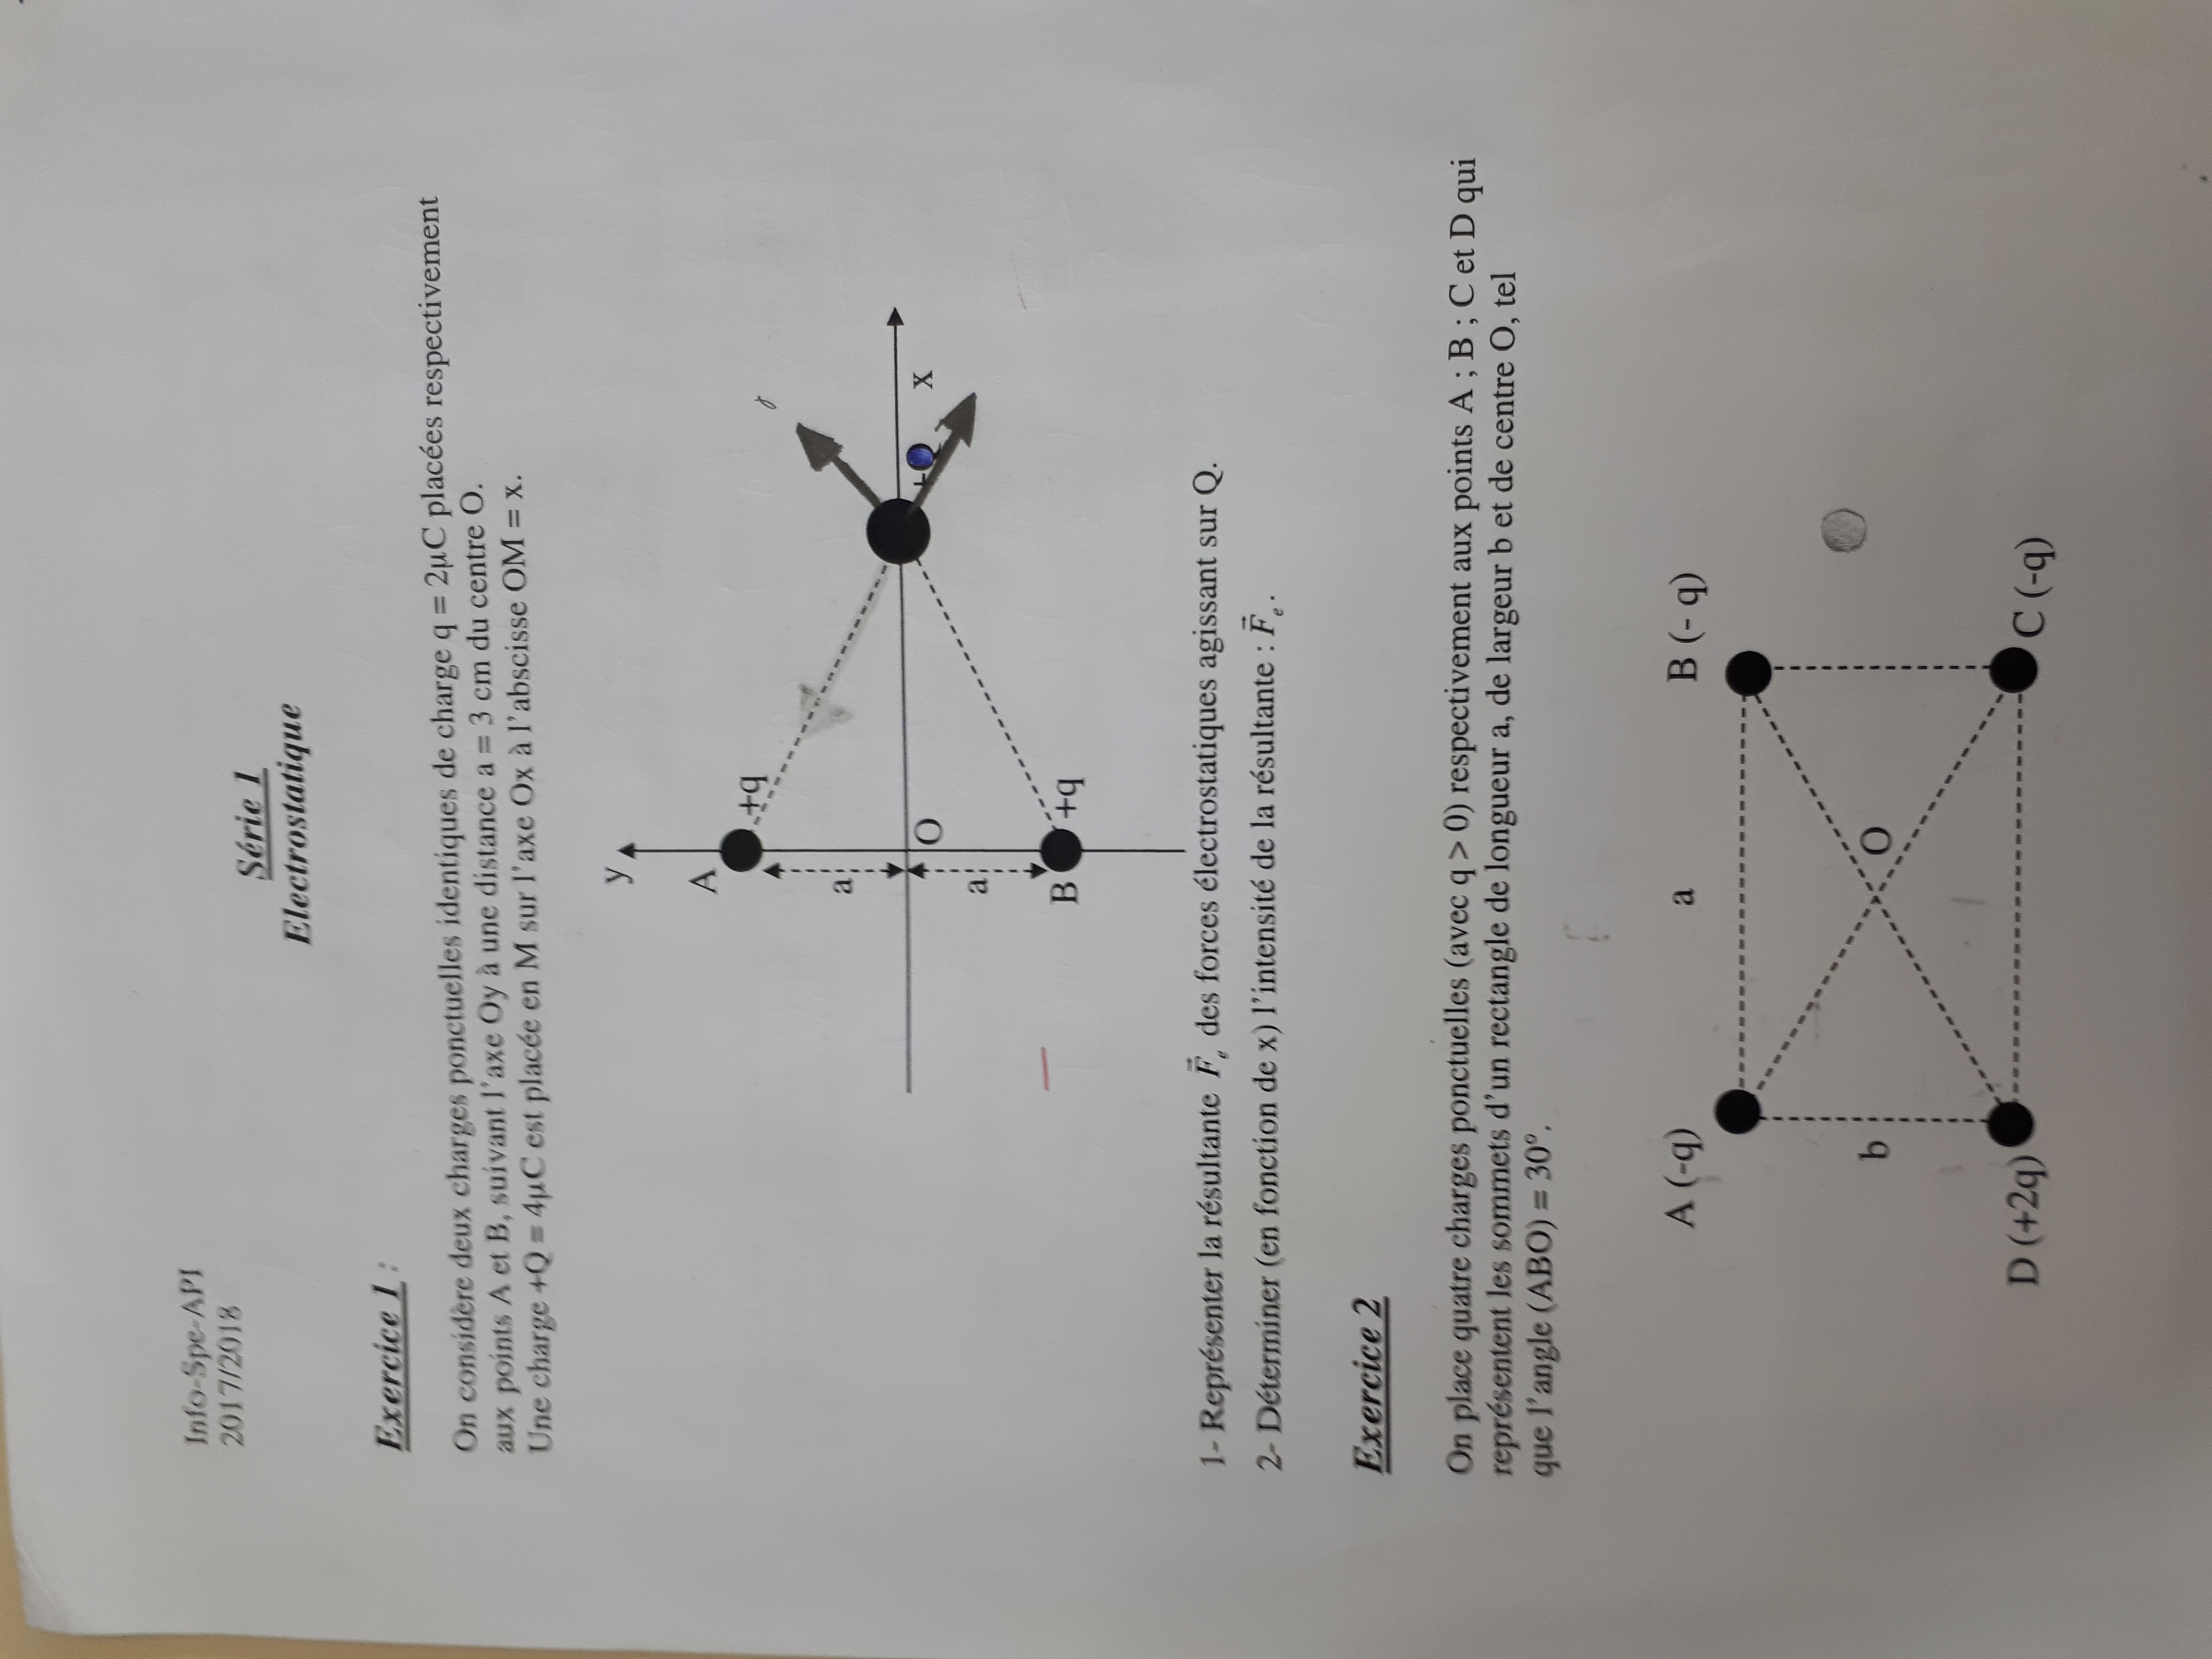 Info-Spe-API
2017/2018
Série 1
Electrostatique
Exercice 1 :
On considère deux charges ponctuelles identiques de charge q = 2µC placées respectivement
aux points A et B, suivant l'axe Oy à une distance a = 3 cm du centre O.
Une charge +Q = 4µC est placée en M sur l'axe Ox à l'abscisse OM = x.
y
A
+q
a
+Q
x
O
a
B
+q
1- Représenter la résultante F⃗e des forces électrostatiques agissant sur Q.
2- Déterminer (en fonction de x) l'intensité de la résultante : F⃗e.
Exercice 2
On place quatre charges ponctuelles (avec q > 0) respectivement aux points A ; B ; C et D qui
représentent les sommets d'un rectangle de longueur a, de largeur b et de centre O, tel
que l'angle (ABO) = 30°.
A (-q)
a
B (- q)
b
O
D (+2q)
C (-q)